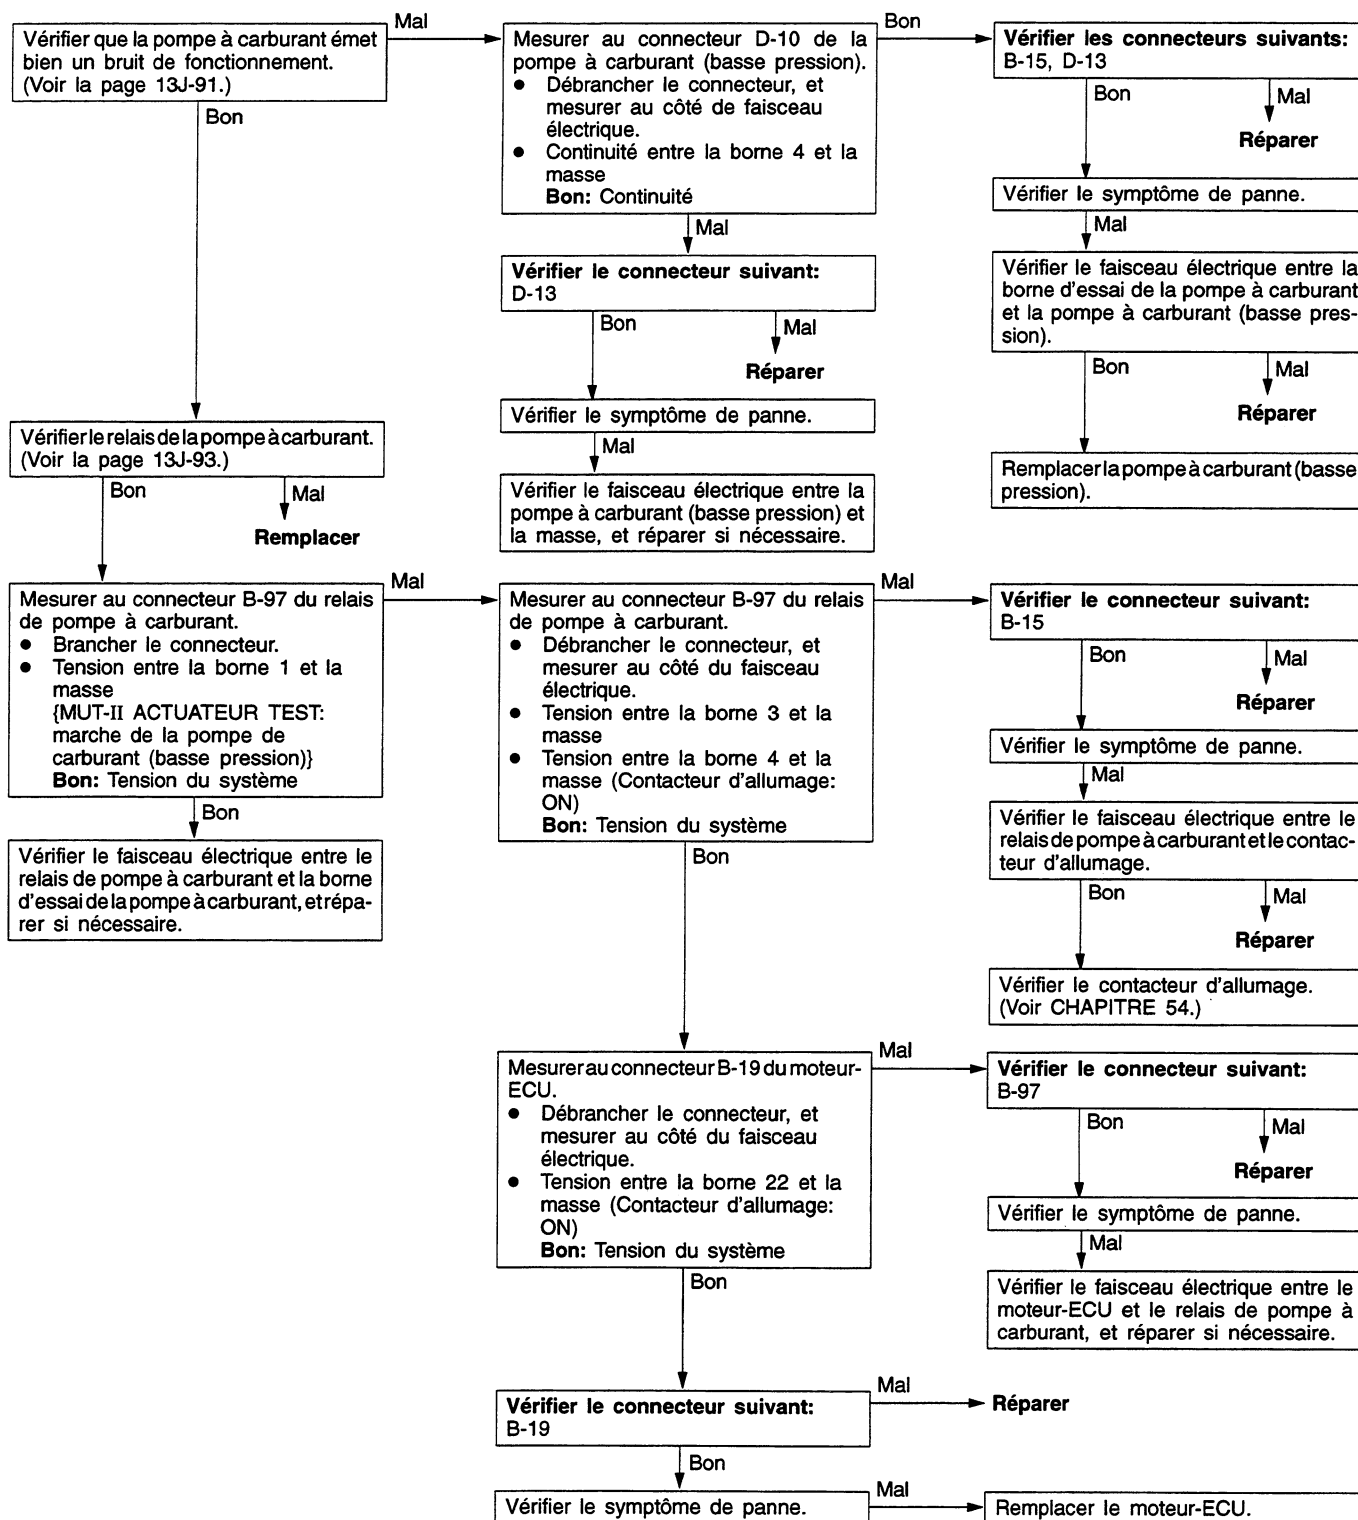 Vérifier que la pompe à carburant émet
bien un bruit de fonctionnement.
(Voir la page 13J-91.)
Mal
Bon
Mesurer au connecteur D-10 de la
pompe à carburant (basse pression).
● Débrancher le connecteur, et
mesurer au côté de faisceau
électrique.
● Continuité entre la borne 4 et la
masse
Bon: Continuité
Bon
Mal
Vérifier les connecteurs suivants:
B-15, D-13
Bon
Mal
Réparer
Vérifier le symptôme de panne.
Mal
Vérifier le faisceau électrique entre la
borne d'essai de la pompe à carburant
et la pompe à carburant (basse pres-
sion).
Bon
Mal
Réparer
Remplacer la pompe à carburant (basse
pression).
Vérifier le connecteur suivant:
D-13
Bon
Mal
Réparer
Vérifier le symptôme de panne.
Mal
Vérifier le faisceau électrique entre la
pompe à carburant (basse pression) et
la masse, et réparer si nécessaire.
Vérifier le relais de la pompe à carburant.
(Voir la page 13J-93.)
Bon
Mal
Remplacer
Mesurer au connecteur B-97 du relais
de pompe à carburant.
● Brancher le connecteur.
● Tension entre la borne 1 et la
masse
{MUT-II ACTUATEUR TEST:
marche de la pompe de
carburant (basse pression)}
Bon: Tension du système
Mal
Bon
Vérifier le faisceau électrique entre le
relais de pompe à carburant et la borne
d'essai de la pompe à carburant, et répa-
rer si nécessaire.
Mesurer au connecteur B-97 du relais
de pompe à carburant.
● Débrancher le connecteur, et
mesurer au côté du faisceau
électrique.
● Tension entre la borne 3 et la
masse
● Tension entre la borne 4 et la
masse (Contacteur d'allumage:
ON)
Bon: Tension du système
Mal
Bon
Vérifier le connecteur suivant:
B-15
Bon
Mal
Réparer
Vérifier le symptôme de panne.
Mal
Vérifier le faisceau électrique entre le
relais de pompe à carburant et le contac-
teur d'allumage.
Bon
Mal
Réparer
Vérifier le contacteur d'allumage.
(Voir CHAPITRE 54.)
Mesurer au connecteur B-19 du moteur-
ECU.
● Débrancher le connecteur, et
mesurer au côté du faisceau
électrique.
● Tension entre la borne 22 et la
masse (Contacteur d'allumage:
ON)
Bon: Tension du système
Mal
Bon
Vérifier le connecteur suivant:
B-97
Bon
Mal
Réparer
Vérifier le symptôme de panne.
Mal
Vérifier le faisceau électrique entre le
moteur-ECU et le relais de pompe à
carburant, et réparer si nécessaire.
Vérifier le connecteur suivant:
B-19
Mal
Réparer
Bon
Vérifier le symptôme de panne.
Mal
Remplacer le moteur-ECU.